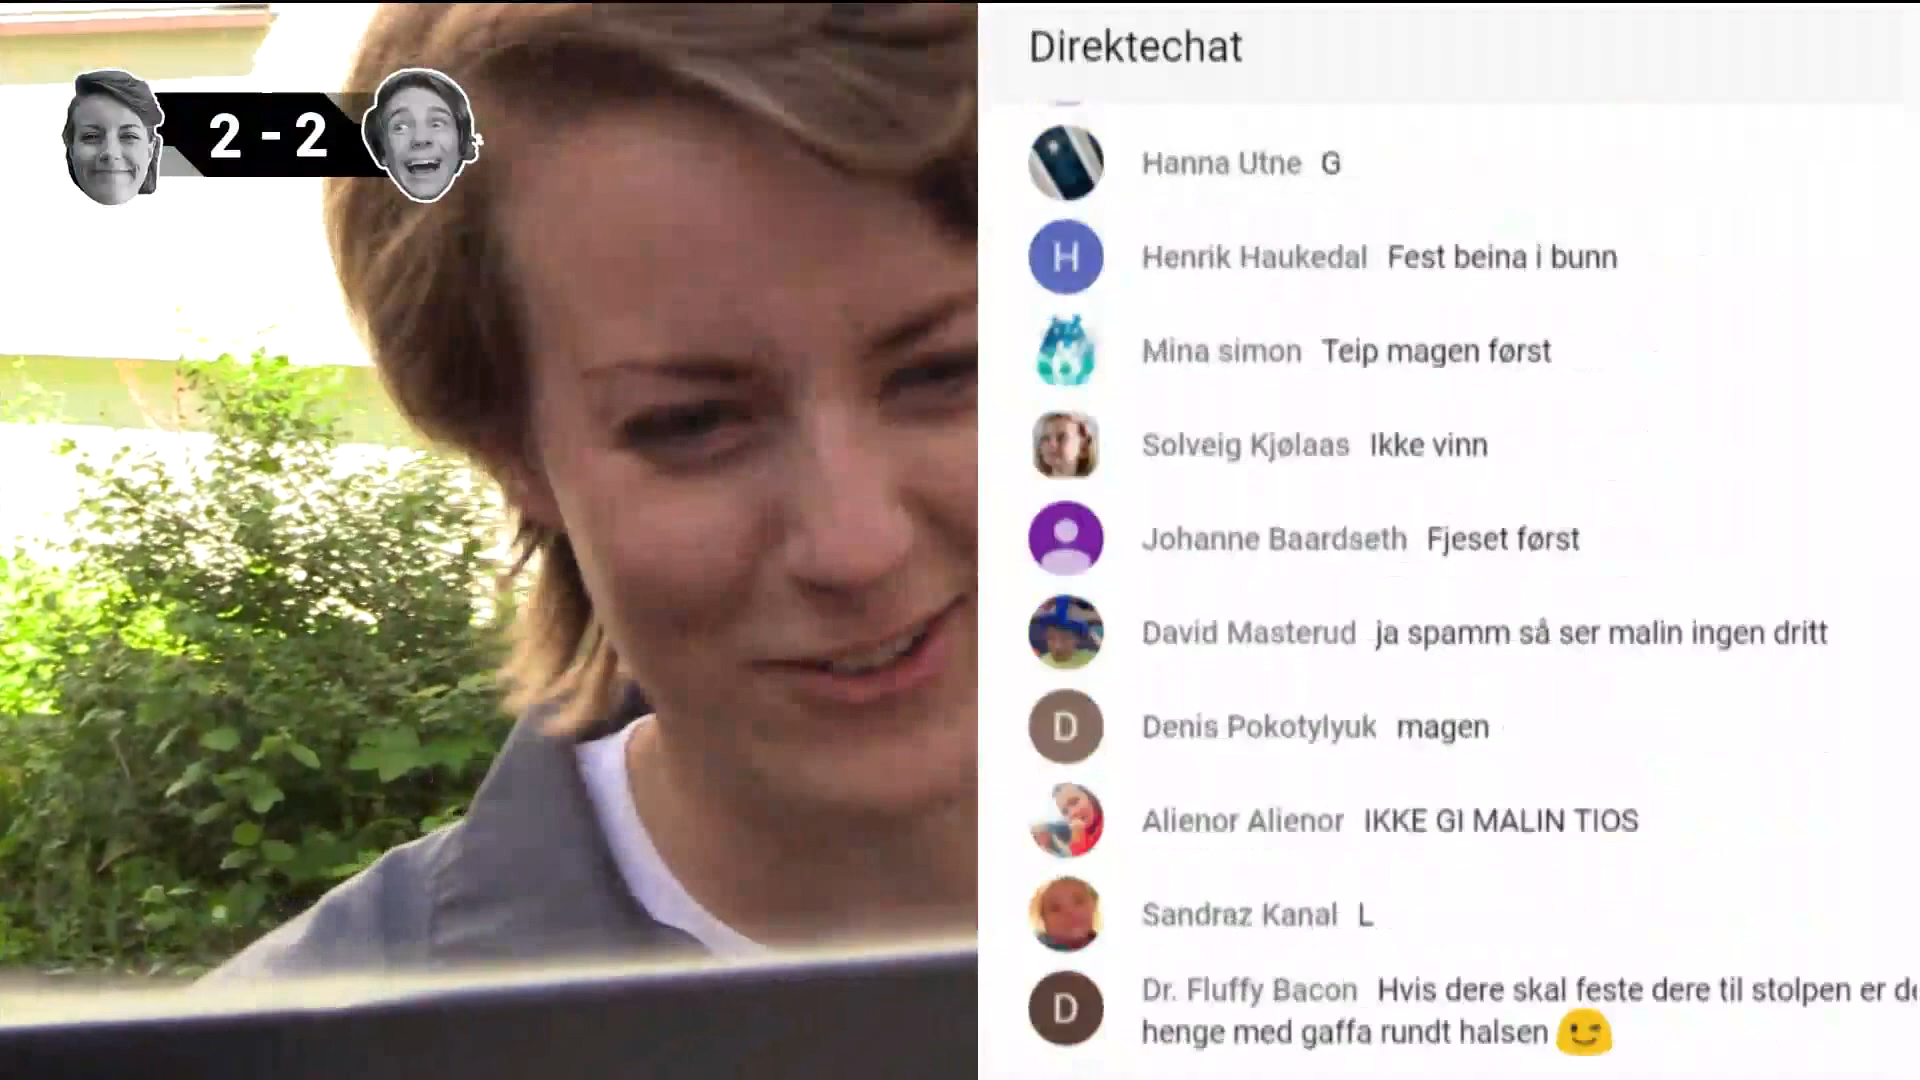 2 - 2
Direktechat
Hanna Utne G
H Henrik Haukedal Fest beina i bunn
Mina simon Teip magen først
Solveig Kjølaas Ikke vinn
Johanne Baardseth Fjeset først
David Masterud ja spamm så ser malin ingen dritt
D Denis Pokotylyuk magen
Alienor Alienor IKKE GI MALIN TIOS
Sandraz Kanal L
D Dr. Fluffy Bacon Hvis dere skal feste dere til stolpen er
henge med gaffa rundt halsen 😉